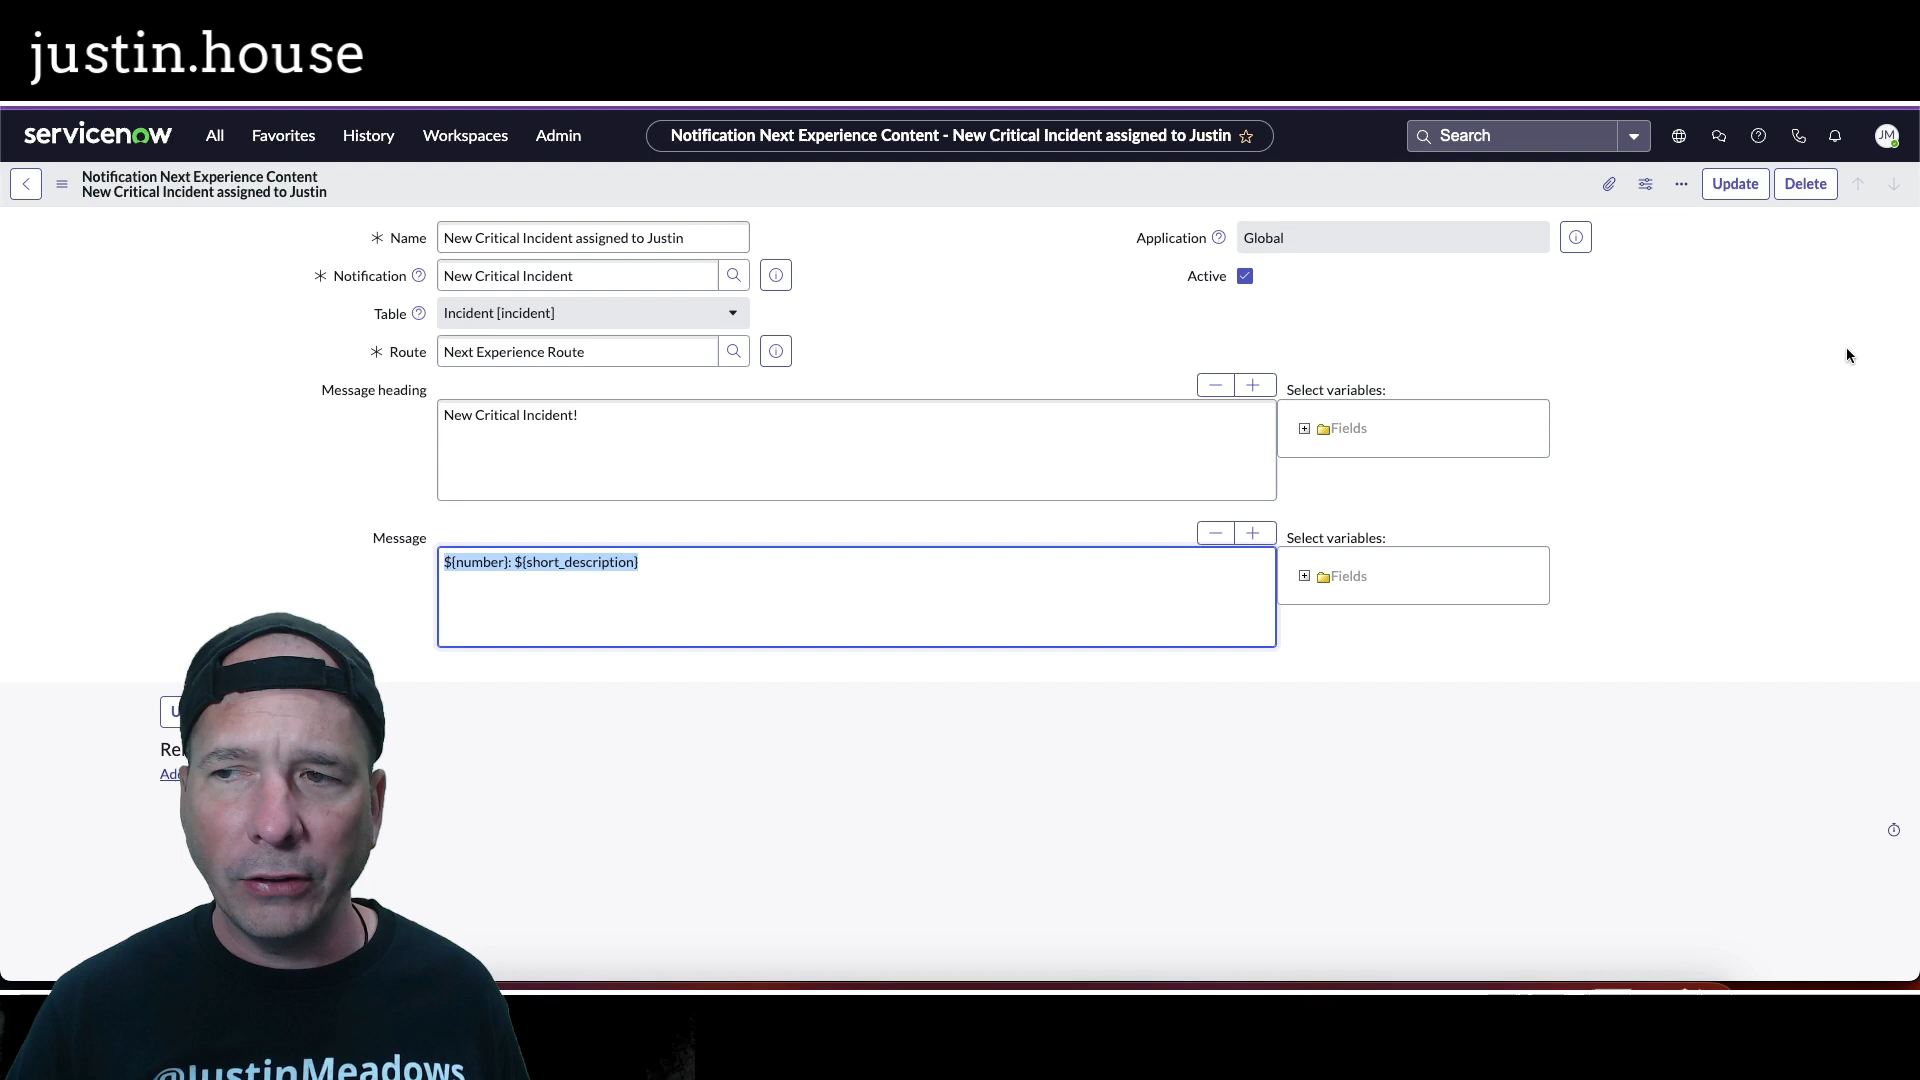 justin.house
servicenow All Favorites History Workspaces Admin Notification Next Experience Content - New Critical Incident assigned to Justin Search JM
Notification Next Experience Content
New Critical Incident assigned to Justin
Update Delete
Name New Critical Incident assigned to Justin
Application Global
Notification New Critical Incident
Active
Table Incident [incident]
Route Next Experience Route
Message heading
Select variables:
New Critical Incident!
Fields
Message
Select variables:
${number}: ${short_description}
Fields
@JustinMeadows